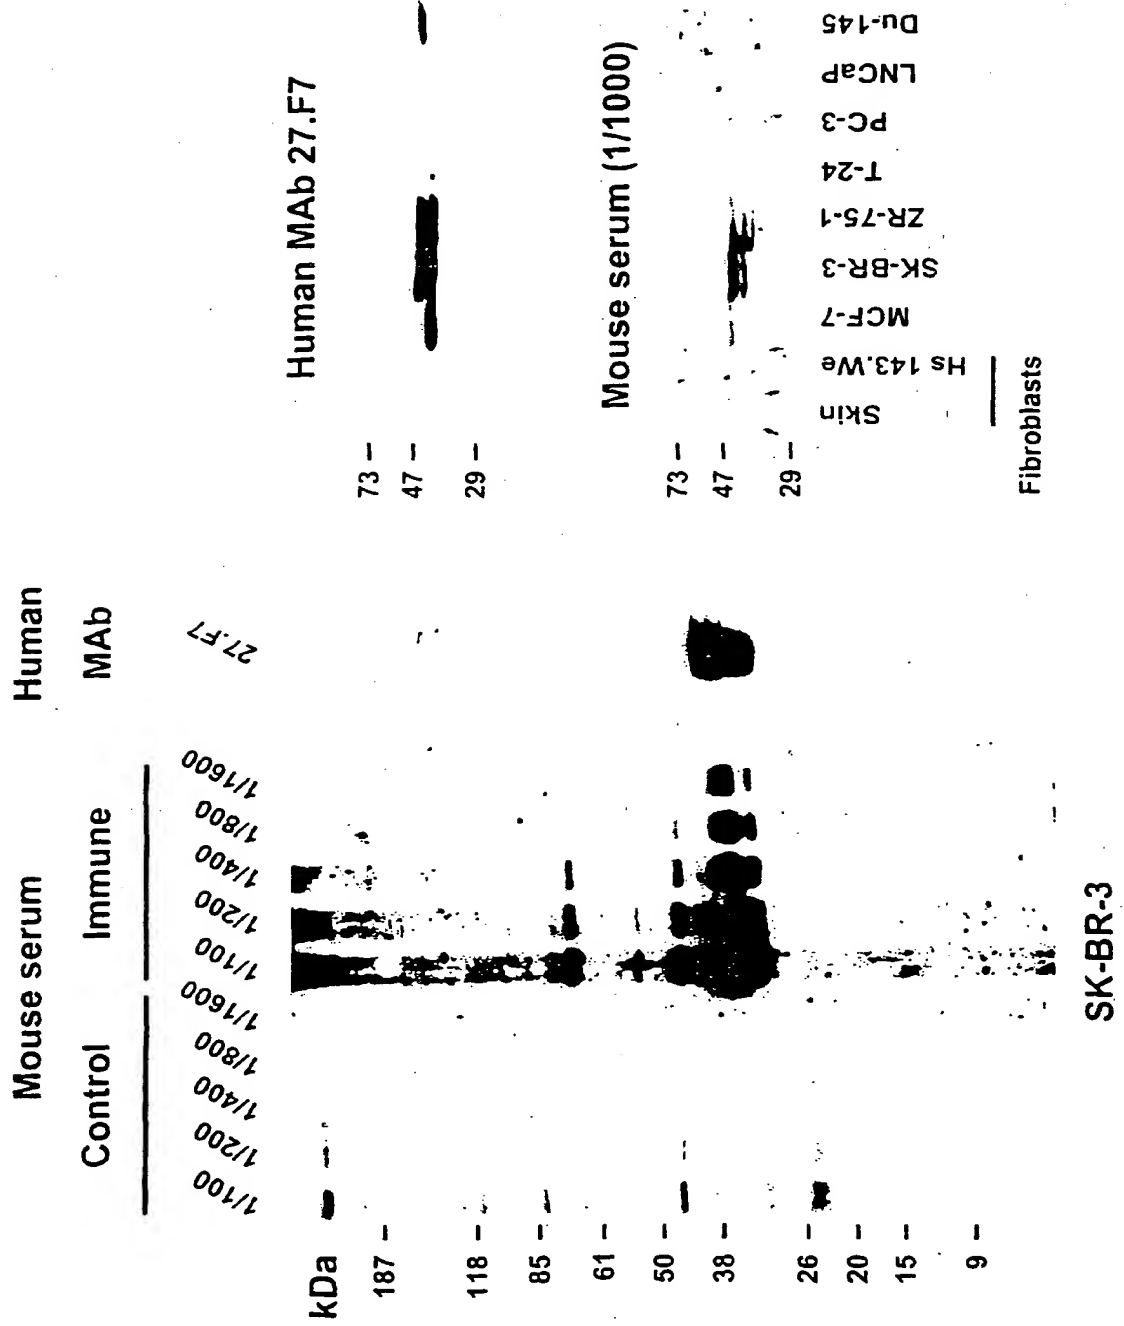 Mouse serum
Human
Control
Immune
MAb
1/100
1/200
1/400
1/800
1/1600
1/100
1/200
1/400
1/800
1/1600
27.F7
kDa
187
118
85
61
50
38
26
20
15
9
SK-BR-3
Human MAb 27.F7
73
47
29
Mouse serum (1/1000)
73
47
29
Skin
Hs 143.We
MCF-7
SK-BR-3
ZR-75-1
T-24
PC-3
LNCaP
Du-145
Fibroblasts